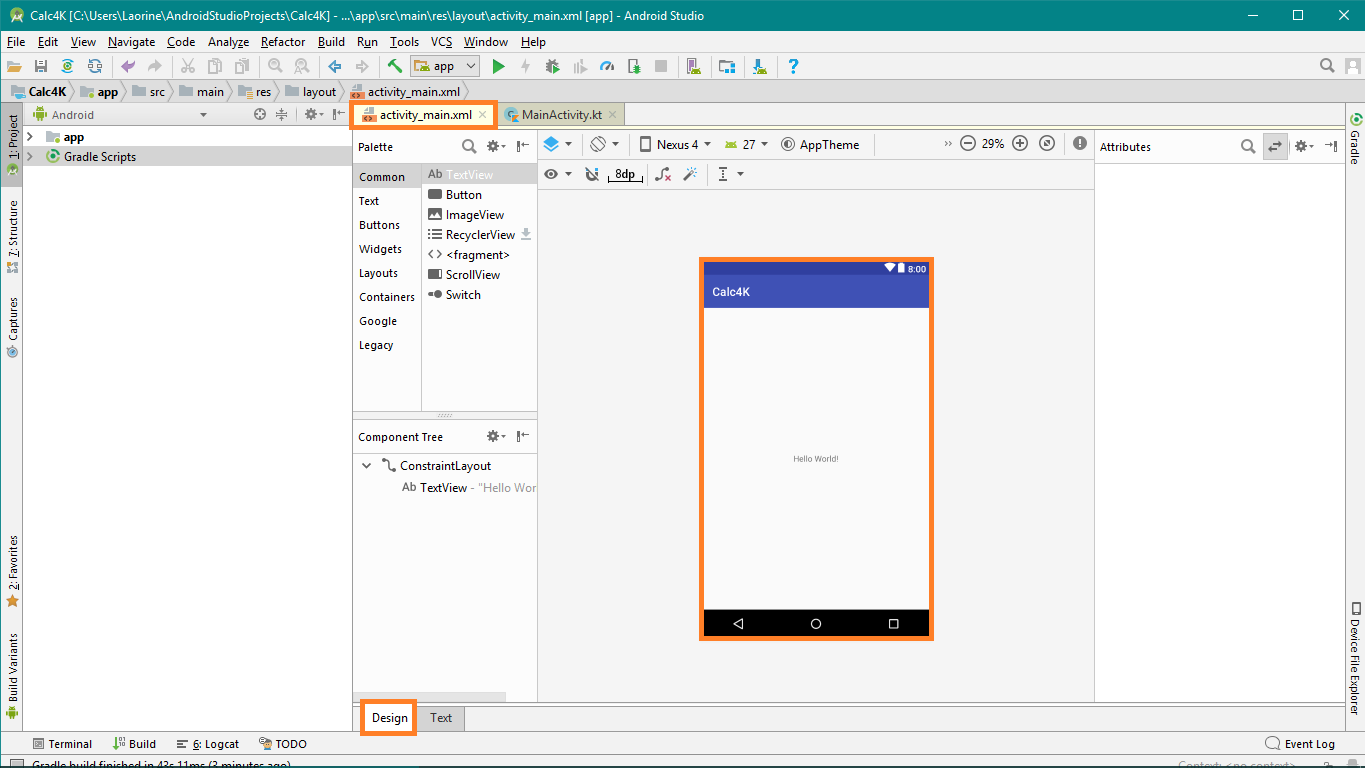 Calc4K [C:\Users\Laorine\AndroidStudioProjects\Calc4K] - ...\app\src\main\res\layout\activity_main.xml [app] - Android Studio
File Edit View Navigate Code Analyze Refactor Build Run Tools VCS Window Help
app
Calc4K app src main res layout activity_main.xml
1: Project
7: Structure
Captures
2: Favorites
Build Variants
Android
app
Gradle Scripts
activity_main.xml MainActivity.kt
Palette
Common
Text
Buttons
Widgets
Layouts
Containers
Google
Legacy
Ab TextView
Button
ImageView
RecyclerView
<fragment>
ScrollView
Switch
Component Tree
ConstraintLayout
Ab TextView - "Hello Wor
Nexus 4 27 AppTheme » 29%
8dp
8:00
Calc4K
Hello World!
Attributes
Gradle
Device File Explorer
Design Text
Terminal Build 6: Logcat TODO Event Log
Gradle build finished in 43s 11ms (3 minutes ago) Context: <no context>